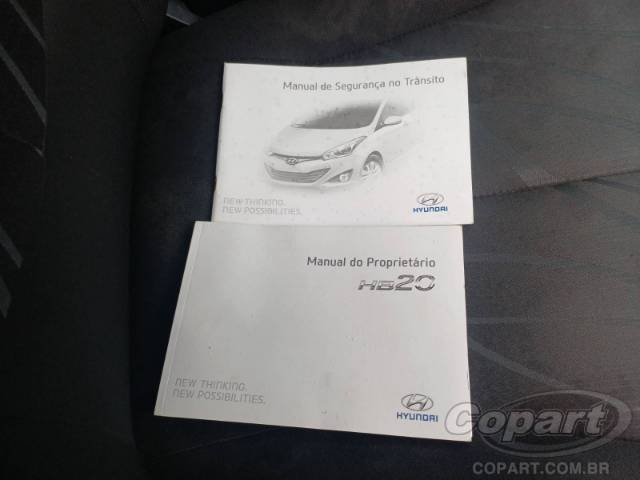 Manual de Segurança no Trânsito
NEW THINKING.
NEW POSSIBILITIES.
HYUNDAI
Manual do Proprietário
HB20
NEW THINKING.
NEW POSSIBILITIES.
HYUNDAI
Copart
COPART.COM.BR